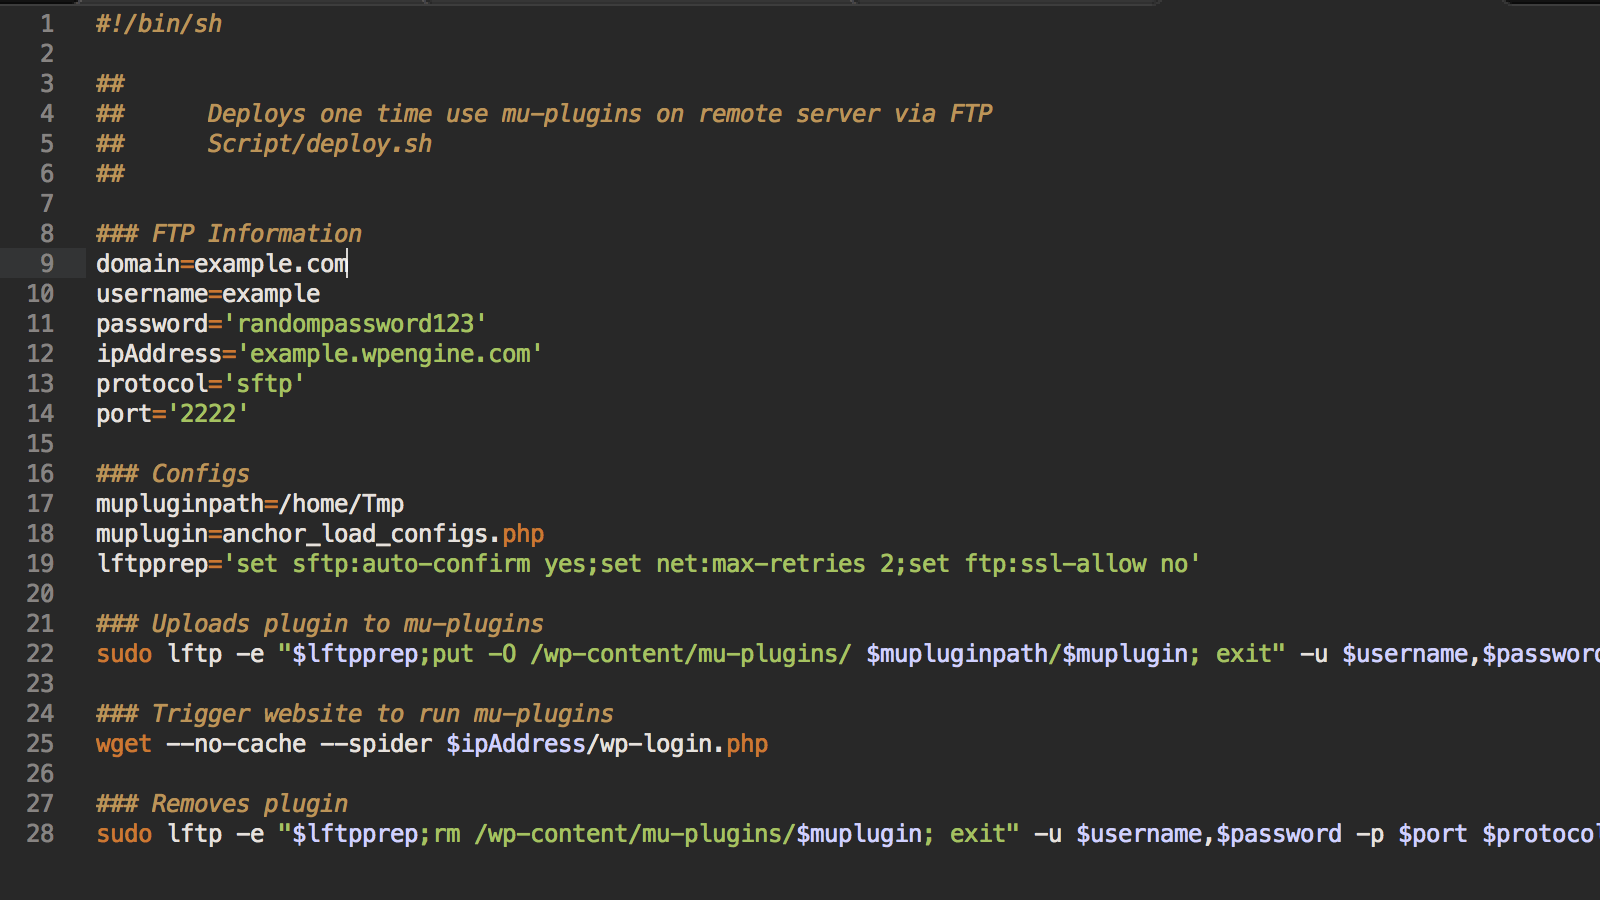 1 #!/bin/sh
2
3 ##
4 ## Deploys one time use mu-plugins on remote server via FTP
5 ## Script/deploy.sh
6 ##
7
8 ### FTP Information
9 domain=example.com
10 username=example
11 password='randompassword123'
12 ipAddress='example.wpengine.com'
13 protocol='sftp'
14 port='2222'
15
16 ### Configs
17 mupluginpath=/home/Tmp
18 muplugin=anchor_load_configs.php
19 lftpprep='set sftp:auto-confirm yes;set net:max-retries 2;set ftp:ssl-allow no'
20
21 ### Uploads plugin to mu-plugins
22 sudo lftp -e "$lftpprep;put -O /wp-content/mu-plugins/ $mupluginpath/$muplugin; exit" -u $username,$password
23
24 ### Trigger website to run mu-plugins
25 wget --no-cache --spider $ipAddress/wp-login.php
26
27 ### Removes plugin
28 sudo lftp -e "$lftpprep;rm /wp-content/mu-plugins/$muplugin; exit" -u $username,$password -p $port $protocol